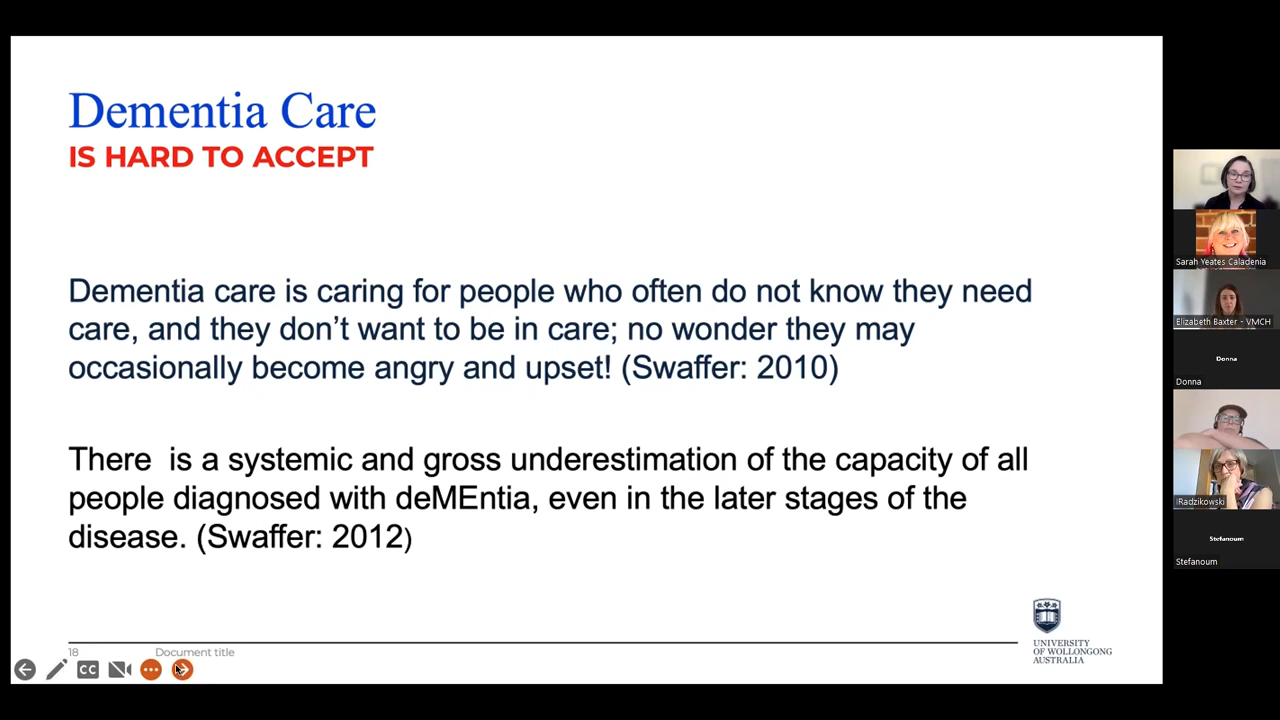 Dementia Care
IS HARD TO ACCEPT
Dementia care is caring for people who often do not know they need
care, and they don’t want to be in care; no wonder they may
occasionally become angry and upset! (Swaffer: 2010)
There  is a systemic and gross underestimation of the capacity of all
people diagnosed with deMEntia, even in the later stages of the
disease. (Swaffer: 2012)
18 Document title
CC
UNIVERSITY
OF WOLLONGONG
AUSTRALIA
Sarah Yeates Caladenia
Elizabeth Baxter - VMCH
Donna
Donna
IRadzikowski
Stefanoum
Stefanoum